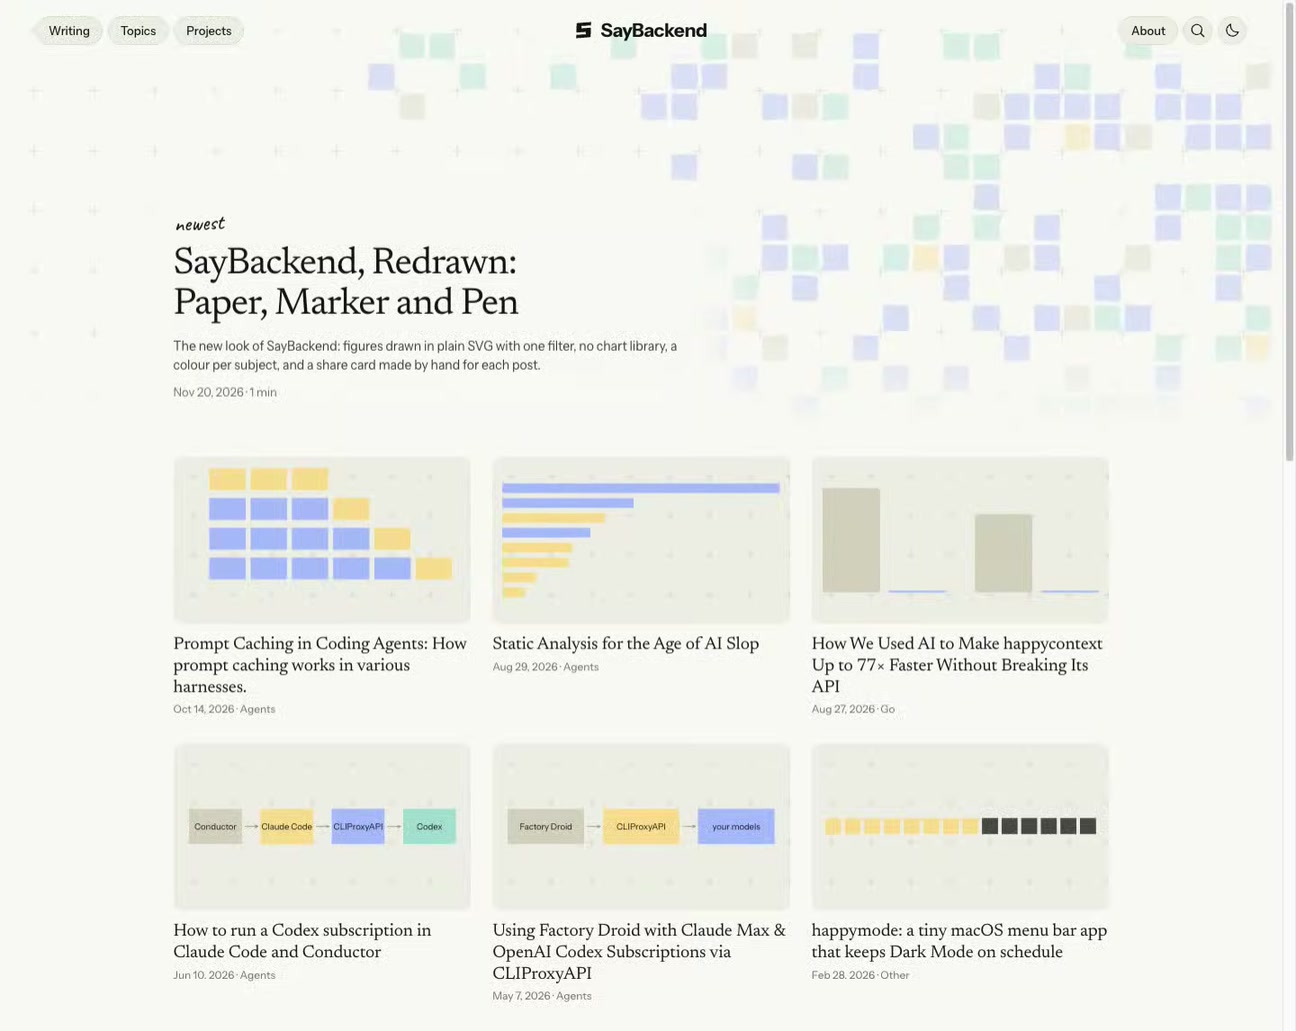 Writing
Topics
Projects
SayBackend
About
newest
SayBackend, Redrawn:
Paper, Marker and Pen
The new look of SayBackend: figures drawn in plain SVG with one filter, no chart library, a
colour per subject, and a share card made by hand for each post.
Nov 20, 2026 · 1 min
Prompt Caching in Coding Agents: How
prompt caching works in various
harnesses.
Oct 14, 2026 · Agents
Static Analysis for the Age of AI Slop
Aug 29, 2026 · Agents
How We Used AI to Make happycontext
Up to 77× Faster Without Breaking Its
API
Aug 27, 2026 · Go
Conductor
Claude Code
CLIProxyAPI
Codex
How to run a Codex subscription in
Claude Code and Conductor
Jun 10, 2026 · Agents
Factory Droid
CLIProxyAPI
your models
Using Factory Droid with Claude Max &
OpenAI Codex Subscriptions via
CLIProxyAPI
May 7, 2026 · Agents
happymode: a tiny macOS menu bar app
that keeps Dark Mode on schedule
Feb 28, 2026 · Other